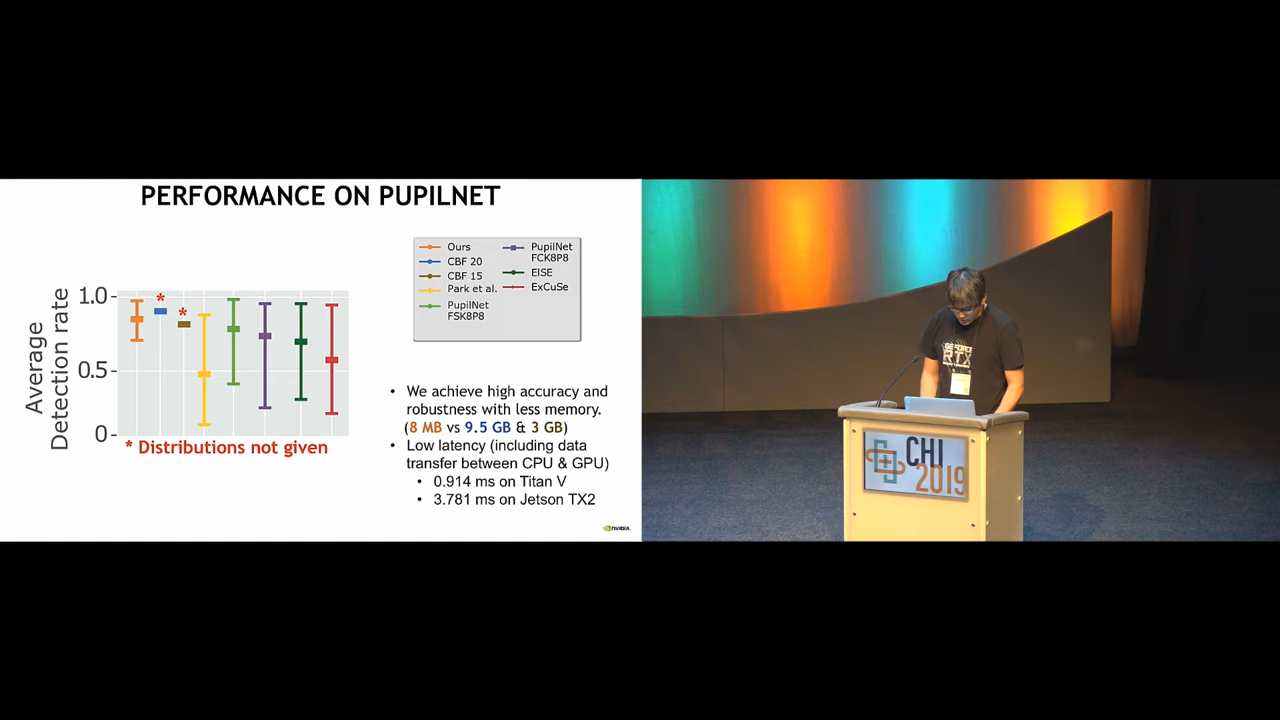 PERFORMANCE ON PUPILNET
Ours
CBF 20
CBF 15
Park et al.
PupilNet
FSK8P8
PupilNet
FCK8P8
ElSE
ExCuSe
Average
Detection rate
1.0
0.5
0
*
*
* Distributions not given
• We achieve high accuracy and
robustness with less memory.
(8 MB vs 9.5 GB & 3 GB)
• Low latency (including data
transfer between CPU & GPU)
• 0.914 ms on Titan V
• 3.781 ms on Jetson TX2
NVIDIA
GEFORCE
RTX
CHI
2019